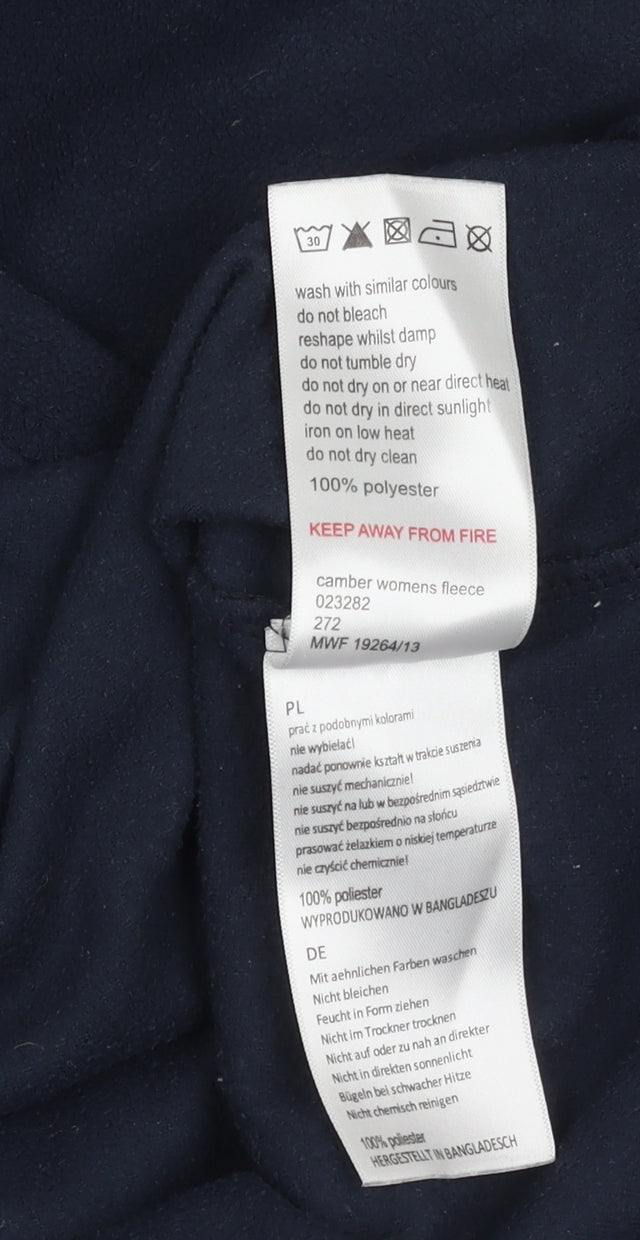 30
wash with similar colours
do not bleach
reshape whilst damp
do not tumble dry
do not dry on or near direct heat
do not dry in direct sunlight
iron on low heat
do not dry clean
100% polyester
KEEP AWAY FROM FIRE
camber womens fleece
023282
272
MWF 19264/13
PL
prać z podobnymi kolorami
nie wybielać!
nadać ponownie kształt w trakcie suszenia
nie suszyć mechanicznie!
nie suszyć na lub w bezpośrednim sąsiedztwie
nie suszyć bezpośrednio na słońcu
prasować żelazkiem o niskiej temperaturze
nie czyścić chemicznie!
100% poliester
WYPRODUKOWANO W BANGLADESZU
DE
Mit aehnlichen Farben waschen
Nicht bleichen
Feucht in Form ziehen
Nicht im Trockner trocknen
Nicht auf oder zu nah an direkter
Nicht in direkten sonnenlicht
Bügeln bei schwacher Hitze
Nicht chemisch reinigen
100% poliester
HERGESTELLT IN BANGLADESCH